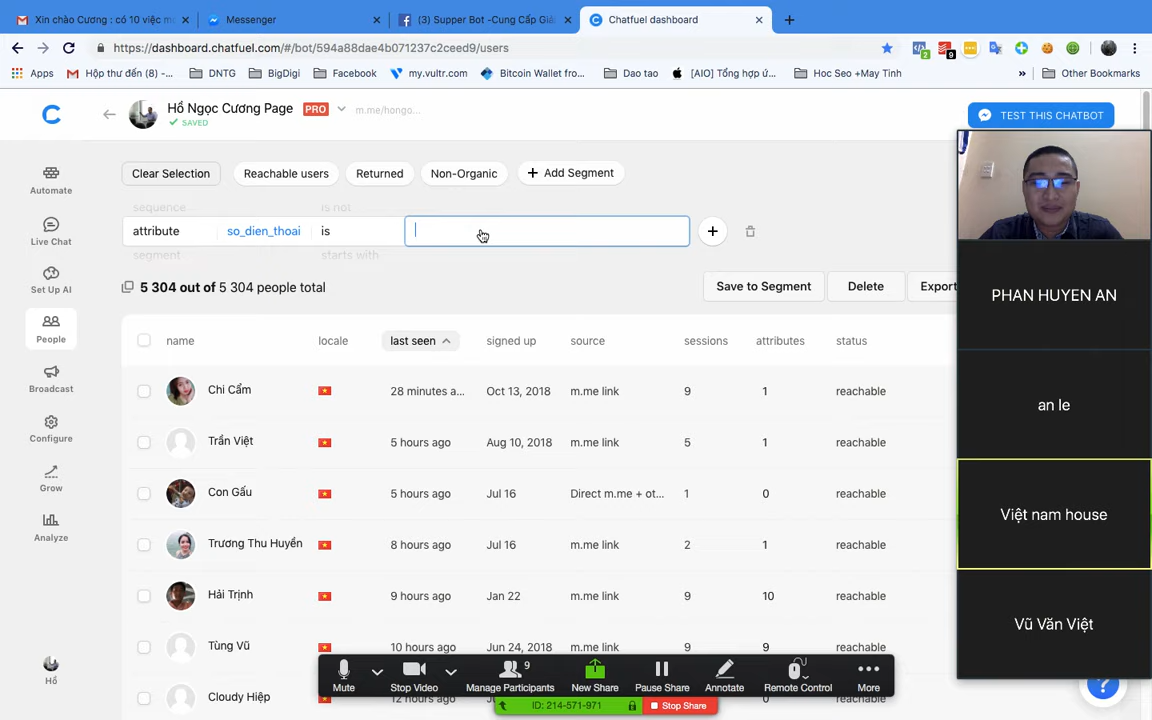 Xin chào Cương : có 10 việc mớ
Messenger
(3) Supper Bot -Cung Cấp Giả
Chatfuel dashboard
https://dashboard.chatfuel.com/#/bot/594a88dae4b071237c2ceed9/users
2
9
Apps
Hộp thư đến (8) -...
DNTG
BigDigi
Facebook
my.vultr.com
Bitcoin Wallet fro...
Dao tao
[AIO] Tổng hợp ứ...
Hoc Seo +May Tinh
»
Other Bookmarks
Hồ Ngọc Cương Page
PRO
m.me/hongo...
SAVED
TEST THIS CHATBOT
Automate
Live Chat
Set Up AI
People
Broadcast
Configure
Grow
Analyze
Hồ
Clear Selection
Reachable users
Returned
Non-Organic
+ Add Segment
sequence
is not
attribute
so_dien_thoai
is
segment
starts with
5 304 out of 5 304 people total
Save to Segment
Delete
Export
name
locale
last seen
signed up
source
sessions
attributes
status
Chi Cẩm
28 minutes a...
Oct 13, 2018
m.me link
9
1
reachable
Trần Việt
5 hours ago
Aug 10, 2018
m.me link
5
1
reachable
Con Gấu
5 hours ago
Jul 16
Direct m.me + ot...
1
0
reachable
Trương Thu Huyền
8 hours ago
Jul 16
m.me link
2
1
reachable
Hải Trịnh
9 hours ago
Jan 22
m.me link
9
10
reachable
Tùng Vũ
10 hours ago
Jun 24, 2018
m.me link
9
9
reachable
Cloudy Hiệp
PHAN HUYEN AN
an le
Việt nam house
Vũ Văn Việt
Mute
Stop Video
9
Manage Participants
New Share
Pause Share
Annotate
Remote Control
More
ID: 214-571-971
Stop Share
?